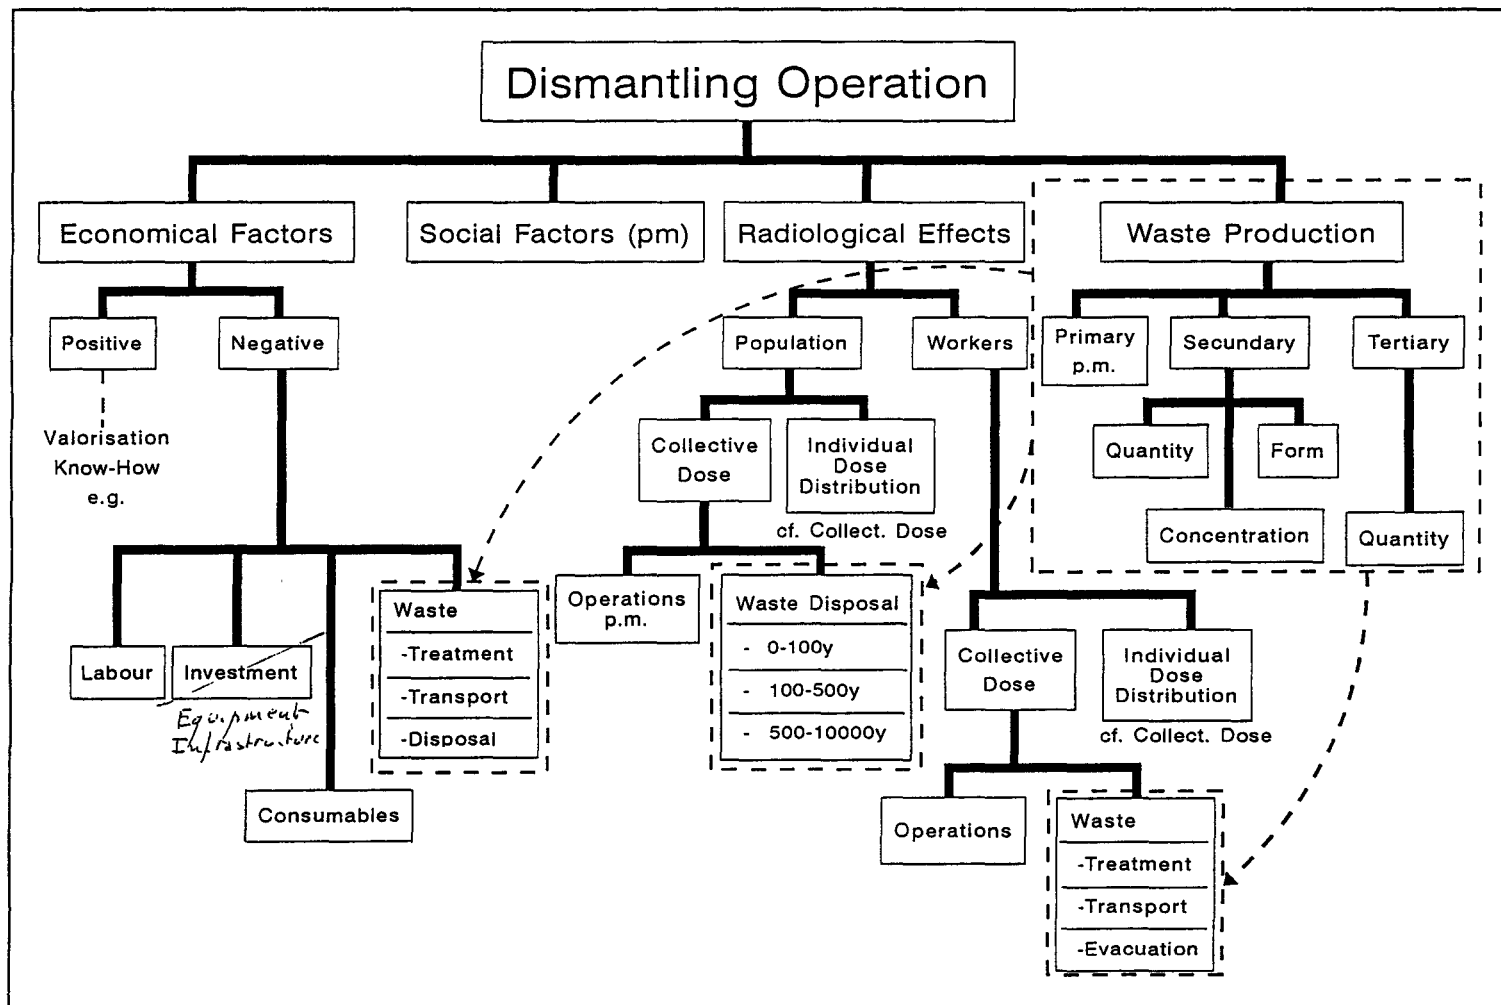 Dismantling Operation
Economical Factors
Social Factors (pm)
Radiological Effects
Waste Production
Positive
Negative
Population
Workers
Primary
p.m.
Secundary
Tertiary
Valorisation
Know-How
e.g.
Collective
Dose
Individual
Dose
Distribution
cf. Collect. Dose
Quantity
Form
Concentration
Quantity
Labour
Investment
Equipment
Infrastructure
Consumables
Waste
-Treatment
-Transport
-Disposal
Operations
p.m.
Waste Disposal
- 0-100y
- 100-500y
- 500-10000y
Collective
Dose
Individual
Dose
Distribution
cf. Collect. Dose
Operations
Waste
-Treatment
-Transport
-Evacuation